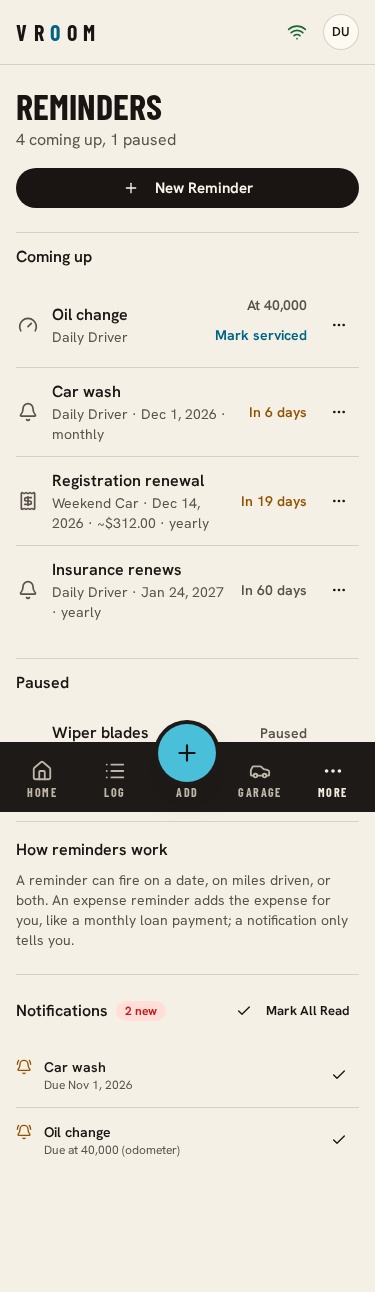 VROOM
DU
REMINDERS
4 coming up, 1 paused
New Reminder
Coming up
Oil change
Daily Driver
At 40,000
Mark serviced
Car wash
Daily Driver · Dec 1, 2026 ·
monthly
In 6 days
Registration renewal
Weekend Car · Dec 14,
2026 · ~$312.00 · yearly
In 19 days
Insurance renews
Daily Driver · Jan 24, 2027
· yearly
In 60 days
Paused
Wiper blades
Paused
HOME
LOG
ADD
GARAGE
MORE
How reminders work
A reminder can fire on a date, on miles driven, or
both. An expense reminder adds the expense for
you, like a monthly loan payment; a notification only
tells you.
Notifications
2 new
Mark All Read
Car wash
Due Nov 1, 2026
Oil change
Due at 40,000 (odometer)